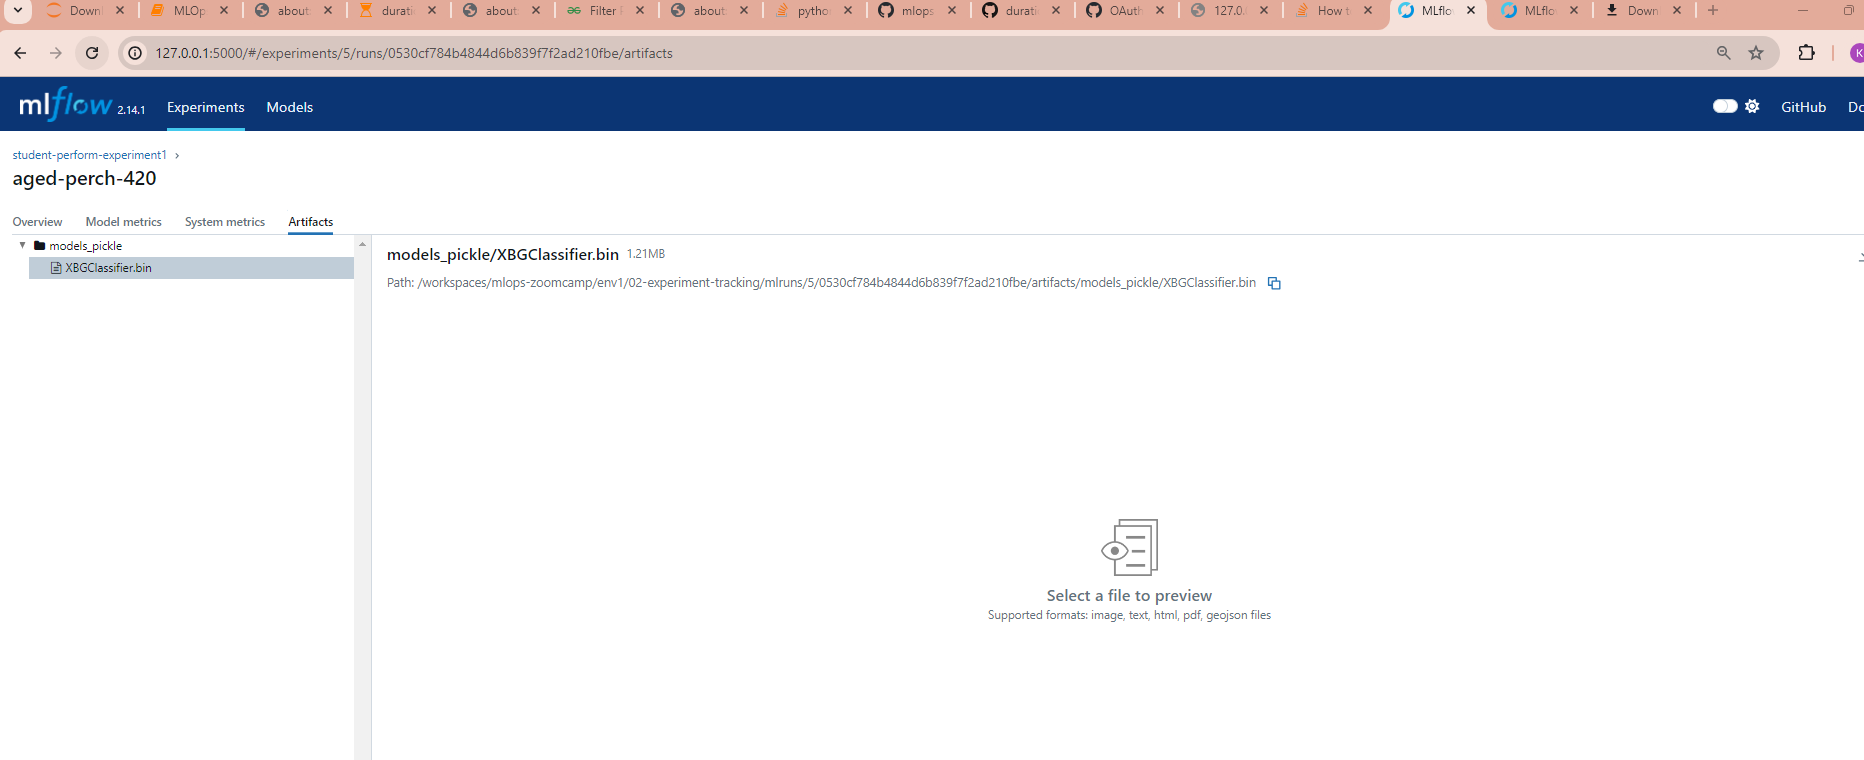 Down
MLOp
about
durati
about
Filter
about
python
mlops
durati
OAuth
127.0.
How t
MLflo
MLflo
Down
127.0.0.1:5000/#/experiments/5/runs/0530cf784b4844d6b839f7f2ad210fbe/artifacts
K
mlflow 2.14.1 Experiments Models GitHub Do
student-perform-experiment1 ›
aged-perch-420
Overview Model metrics System metrics Artifacts
models_pickle
XBGClassifier.bin
models_pickle/XBGClassifier.bin 1.21MB
Path: /workspaces/mlops-zoomcamp/env1/02-experiment-tracking/mlruns/5/0530cf784b4844d6b839f7f2ad210fbe/artifacts/models_pickle/XBGClassifier.bin
Select a file to preview
Supported formats: image, text, html, pdf, geojson files